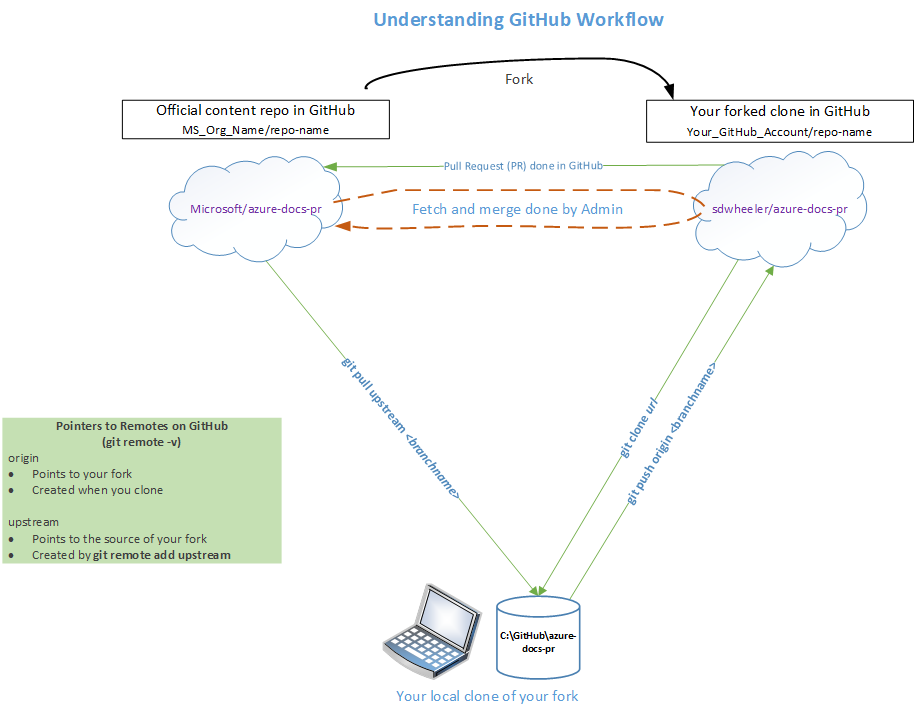 Understanding GitHub Workflow
Fork
Official content repo in GitHub
MS_Org_Name/repo-name
Your forked clone in GitHub
Your_GitHub_Account/repo-name
Pull Request (PR) done in GitHub
Microsoft/azure-docs-pr
Fetch and merge done by Admin
sdwheeler/azure-docs-pr
git pull upstream <branchname>
git clone url
git push origin <branchname>
Pointers to Remotes on GitHub
(git remote -v)
origin
• Points to your fork
• Created when you clone
upstream
• Points to the source of your fork
• Created by git remote add upstream
C:\GitHub\azure-
docs-pr
Your local clone of your fork